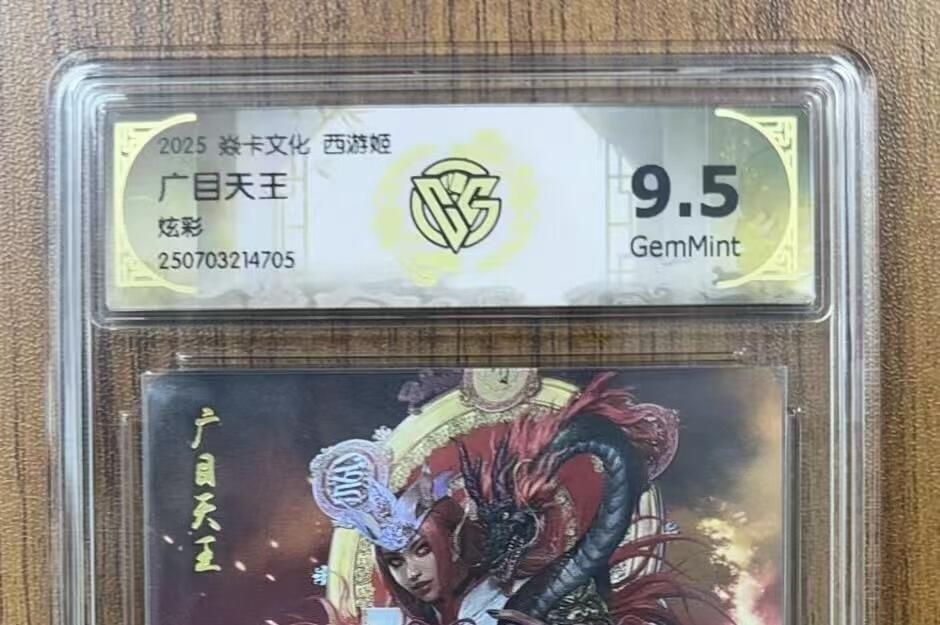 2025 焱卡文化 西游姬
广目天王
炫彩
250703214705
CCS
9.5
GemMint
广目天王